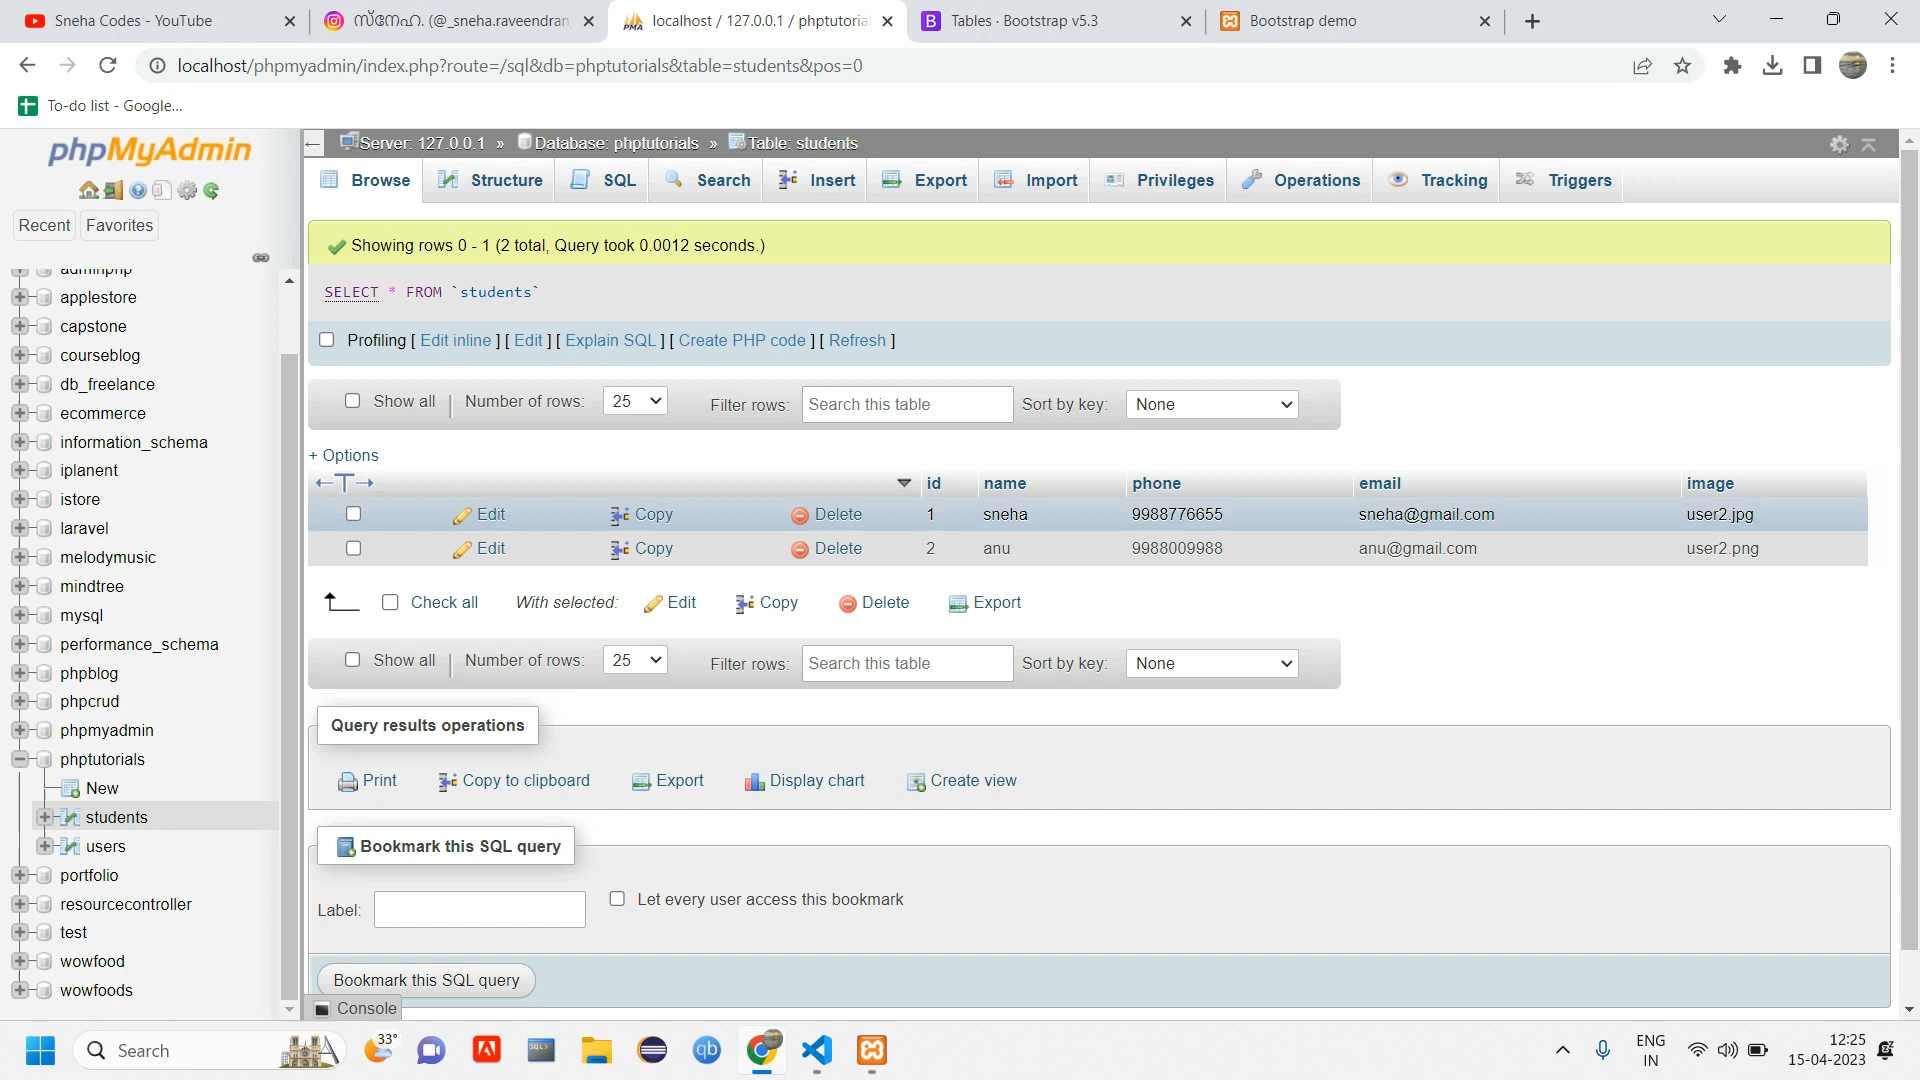 Sneha Codes - YouTube
സ്നേഹ. (@_sneha.raveendran
localhost / 127.0.0.1 / phptutoria
Tables · Bootstrap v5.3
Bootstrap demo
localhost/phpmyadmin/index.php?route=/sql&db=phptutorials&table=students&pos=0
To-do list - Google...
phpMyAdmin
Recent
Favorites
adminphp
applestore
capstone
courseblog
db_freelance
ecommerce
information_schema
iplanent
istore
laravel
melodymusic
mindtree
mysql
performance_schema
phpblog
phpcrud
phpmyadmin
phptutorials
New
students
users
portfolio
resourcecontroller
test
wowfood
wowfoods
Server: 127.0.0.1 » Database: phptutorials » Table: students
Browse Structure SQL Search Insert Export Import Privileges Operations Tracking Triggers
Showing rows 0 - 1 (2 total, Query took 0.0012 seconds.)
SELECT * FROM `students`
Profiling [ Edit inline ] [ Edit ] [ Explain SQL ] [ Create PHP code ] [ Refresh ]
Show all | Number of rows: 25 Filter rows: Search this table Sort by key: None
+ Options
←T→ id name phone email image
Edit Copy Delete 1 sneha 9988776655 sneha@gmail.com user2.jpg
Edit Copy Delete 2 anu 9988009988 anu@gmail.com user2.png
Check all With selected: Edit Copy Delete Export
Show all | Number of rows: 25 Filter rows: Search this table Sort by key: None
Query results operations
Print Copy to clipboard Export Display chart Create view
Bookmark this SQL query
Label: Let every user access this bookmark
Bookmark this SQL query
Console
Search
33°
qb
ENG
IN
12:25
15-04-2023